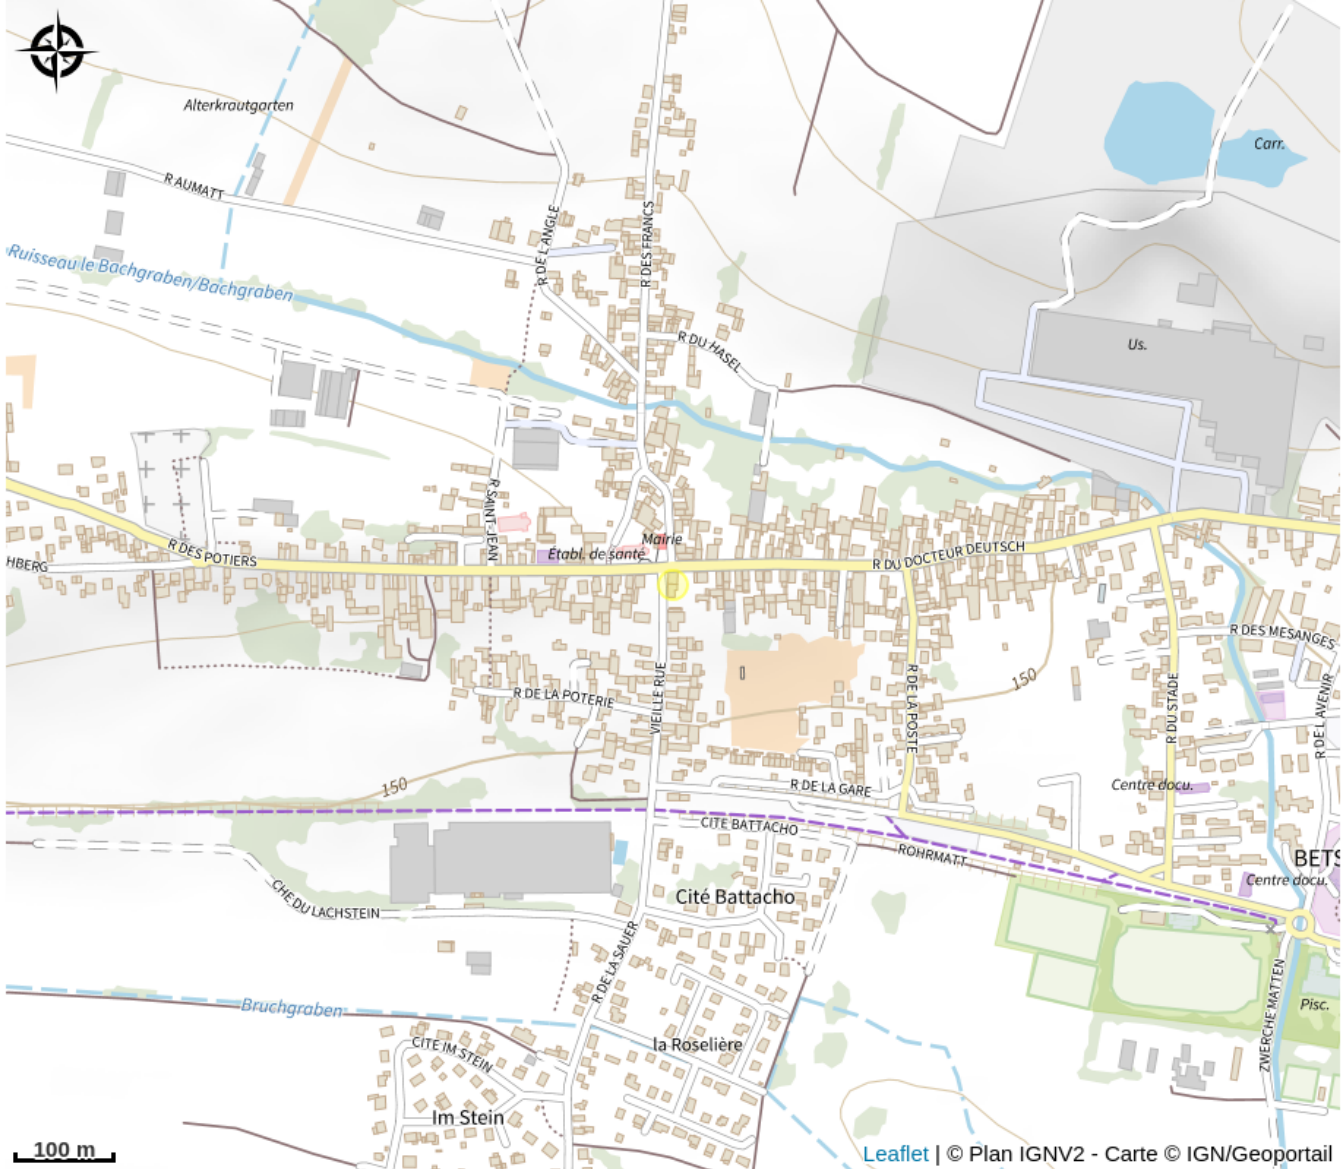 Alterkrautgarten
R AUMATT
Carr.
R DE L'ANGLE
R DES FRANCS
Ruisseau le Bachgraben/Bachgraben
R DU HASEL
Us.
R SAINT-JEAN
Mairie
Établ. de santé
R DES POTIERS
HBERG
R DU DOCTEUR DEUTSCH
R DES MESANGES
R DE LA POTERIE
VIEILLE RUE
R DE LA POSTE
150
R DU STADE
R DE L'AVENIR
150
R DE LA GARE
Centre docu.
CITE BATTACHO
ROHRMATT
BETS
Centre docu.
Cité Battacho
CHE DU LACHSTEIN
R DE LA SAUER
Bruchgraben
ZWERCHE MATTEN
Pisc.
la Roselière
CITE IM STEIN
Im Stein
100 m
Leaflet | © Plan IGNV2 - Carte © IGN/Geoportail